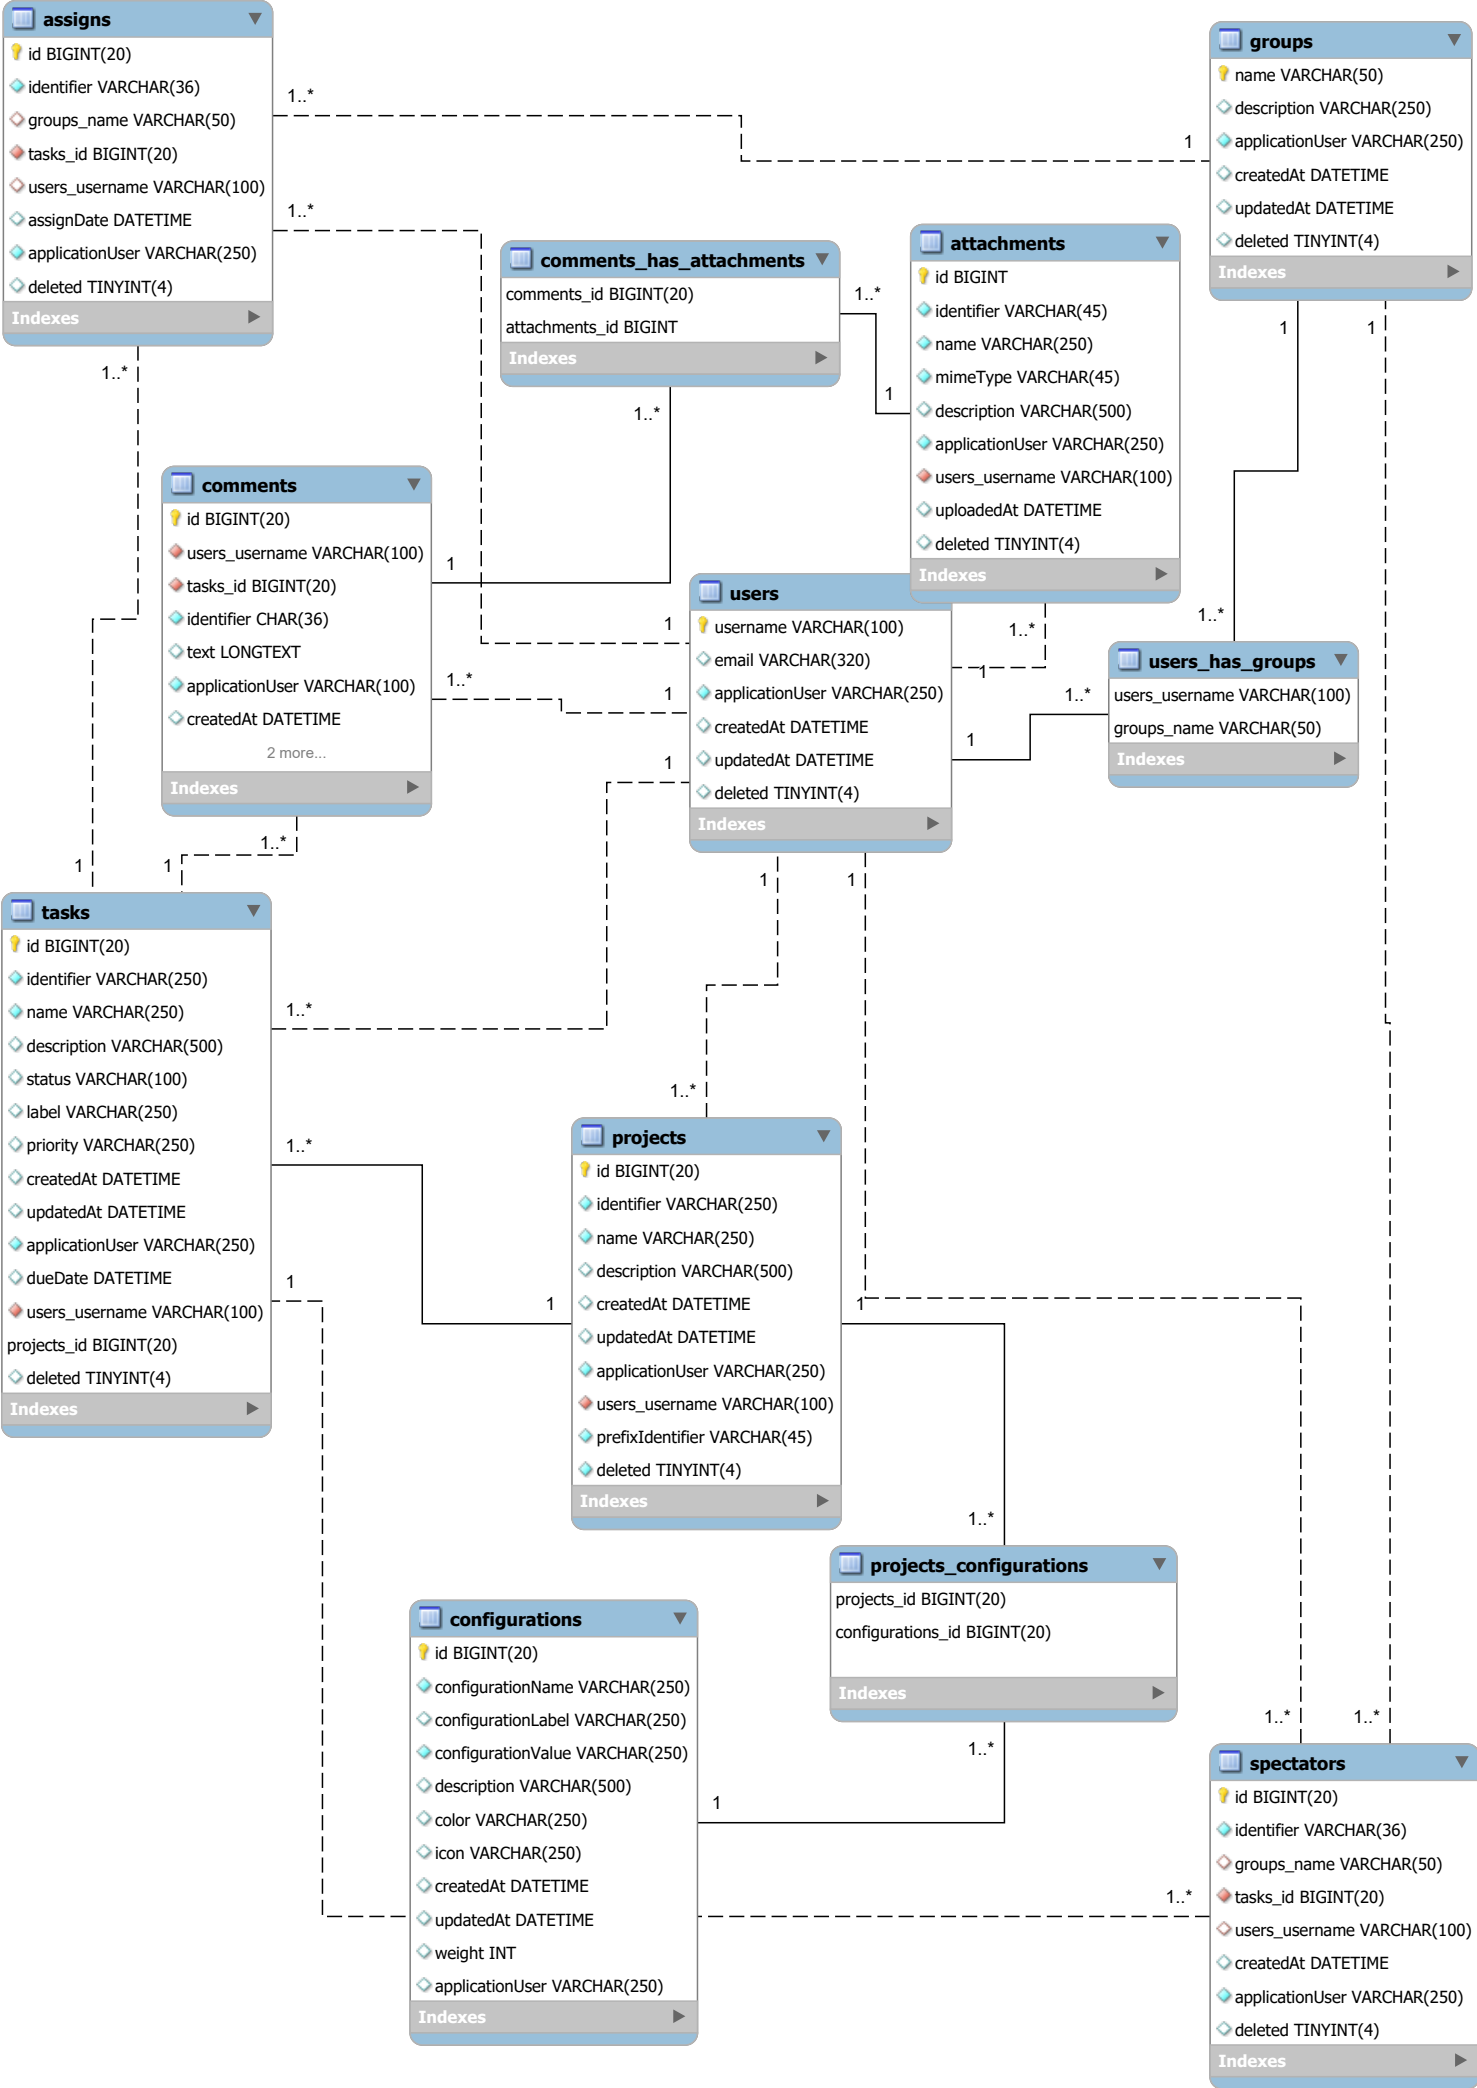 assigns
id BIGINT(20)
identifier VARCHAR(36)
groups_name VARCHAR(50)
tasks_id BIGINT(20)
users_username VARCHAR(100)
assignDate DATETIME
applicationUser VARCHAR(250)
deleted TINYINT(4)
Indexes
1..*
1..*
1..*
groups
name VARCHAR(50)
description VARCHAR(250)
applicationUser VARCHAR(250)
createdAt DATETIME
updatedAt DATETIME
deleted TINYINT(4)
Indexes
1
1
1
comments_has_attachments
comments_id BIGINT(20)
attachments_id BIGINT
Indexes
1..*
1..*
attachments
id BIGINT
identifier VARCHAR(45)
name VARCHAR(250)
mimeType VARCHAR(45)
description VARCHAR(500)
applicationUser VARCHAR(250)
users_username VARCHAR(100)
uploadedAt DATETIME
deleted TINYINT(4)
Indexes
1
1..*
comments
id BIGINT(20)
users_username VARCHAR(100)
tasks_id BIGINT(20)
identifier CHAR(36)
text LONGTEXT
applicationUser VARCHAR(100)
createdAt DATETIME
2 more...
Indexes
1
1..*
1..*
users
username VARCHAR(100)
email VARCHAR(320)
applicationUser VARCHAR(250)
createdAt DATETIME
updatedAt DATETIME
deleted TINYINT(4)
Indexes
1
1
1
1
1
1
1
users_has_groups
users_username VARCHAR(100)
groups_name VARCHAR(50)
Indexes
1..*
1..*
tasks
id BIGINT(20)
identifier VARCHAR(250)
name VARCHAR(250)
description VARCHAR(500)
status VARCHAR(100)
label VARCHAR(250)
priority VARCHAR(250)
createdAt DATETIME
updatedAt DATETIME
applicationUser VARCHAR(250)
dueDate DATETIME
users_username VARCHAR(100)
projects_id BIGINT(20)
deleted TINYINT(4)
Indexes
1
1
1..*
1..*
1
projects
id BIGINT(20)
identifier VARCHAR(250)
name VARCHAR(250)
description VARCHAR(500)
createdAt DATETIME
updatedAt DATETIME
applicationUser VARCHAR(250)
users_username VARCHAR(100)
prefixIdentifier VARCHAR(45)
deleted TINYINT(4)
Indexes
1..*
1
1
projects_configurations
projects_id BIGINT(20)
configurations_id BIGINT(20)
Indexes
1..*
1..*
configurations
id BIGINT(20)
configurationName VARCHAR(250)
configurationLabel VARCHAR(250)
configurationValue VARCHAR(250)
description VARCHAR(500)
color VARCHAR(250)
icon VARCHAR(250)
createdAt DATETIME
updatedAt DATETIME
weight INT
applicationUser VARCHAR(250)
Indexes
1
spectators
id BIGINT(20)
identifier VARCHAR(36)
groups_name VARCHAR(50)
tasks_id BIGINT(20)
users_username VARCHAR(100)
createdAt DATETIME
applicationUser VARCHAR(250)
deleted TINYINT(4)
Indexes
1..*
1..*
1..*